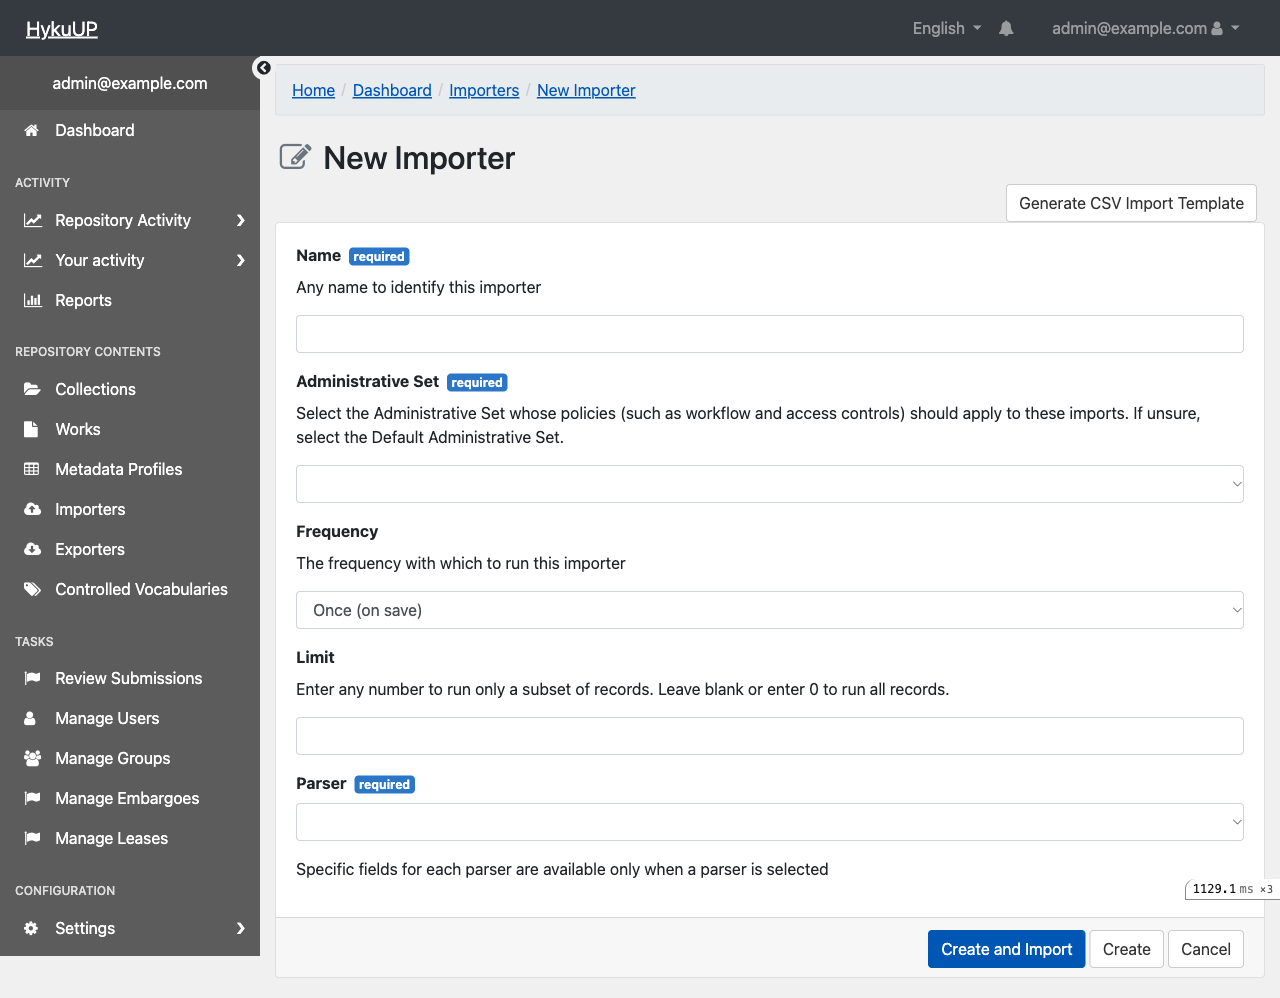 HykuUP
English
admin@example.com
admin@example.com
Dashboard
ACTIVITY
Repository Activity
Your activity
Reports
REPOSITORY CONTENTS
Collections
Works
Metadata Profiles
Importers
Exporters
Controlled Vocabularies
TASKS
Review Submissions
Manage Users
Manage Groups
Manage Embargoes
Manage Leases
CONFIGURATION
Settings
Home / Dashboard / Importers / New Importer
New Importer
Generate CSV Import Template
Name required
Any name to identify this importer
Administrative Set required
Select the Administrative Set whose policies (such as workflow and access controls) should apply to these imports. If unsure,
select the Default Administrative Set.
Frequency
The frequency with which to run this importer
Once (on save)
Limit
Enter any number to run only a subset of records. Leave blank or enter 0 to run all records.
Parser required
Specific fields for each parser are available only when a parser is selected
1129.1 ms ×3
Create and Import
Create
Cancel